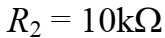 R₂ = 10kΩ